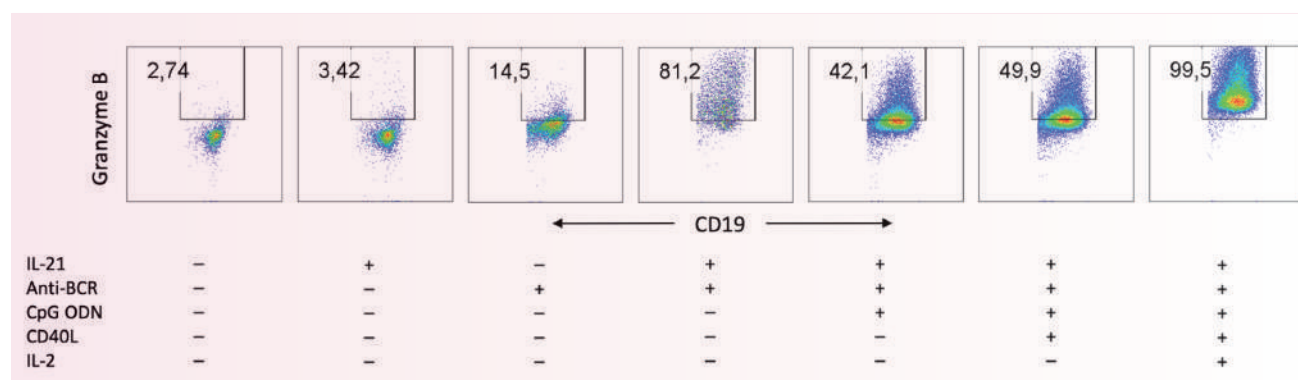 2,74 3,42 14,5 81,2 42,1 49,9 99,5
Granzyme B
CD19
IL-21 – + – + + + +
Anti-BCR – – + + + + +
CpG ODN – – – – + + +
CD40L – – – – – + +
IL-2 – – – – – – +